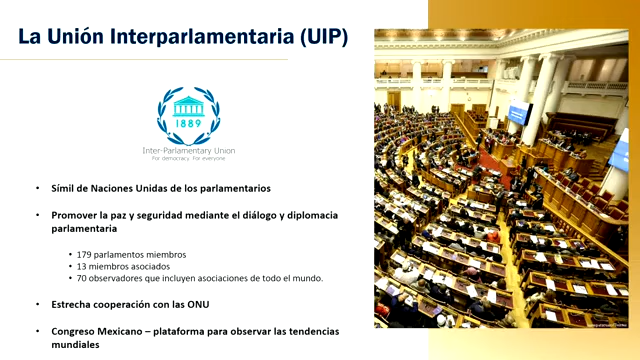 La Unión Interparlamentaria (UIP)
1889
Inter-Parliamentary Union
For democracy. For everyone
• Símil de Naciones Unidas de los parlamentarios
• Promover la paz y seguridad mediante el diálogo y diplomacia
parlamentaria
• 179 parlamentos miembros
• 13 miembros asociados
• 70 observadores que incluyen asociaciones de todo el mundo.
• Estrecha cooperación con las ONU
• Congreso Mexicano – plataforma para observar las tendencias
mundiales